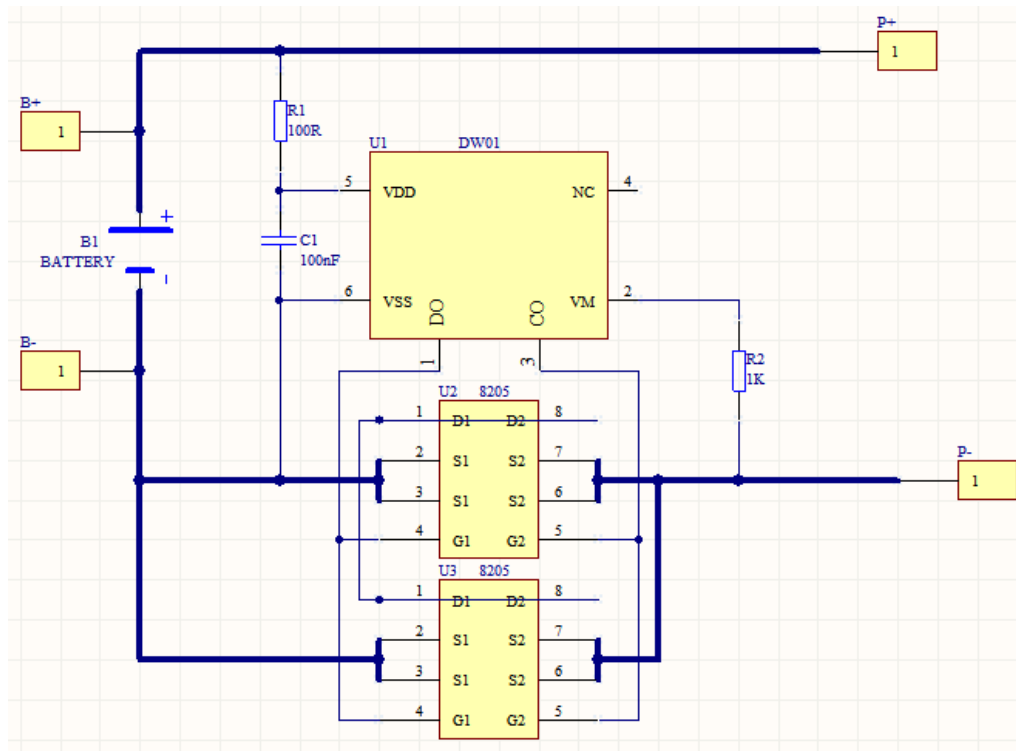 P+
1
B+
1
R1
100R
U1 DW01
5 VDD NC 4
C1
100nF
+
B1
BATTERY
-
6 VSS VM 2
DO CO
1 3
B-
1
R2
1K
U2 8205
1 D1 D2 8
2 S1 S2 7
3 S1 S2 6
4 G1 G2 5
P-
1
U3 8205
1 D1 D2 8
2 S1 S2 7
3 S1 S2 6
4 G1 G2 5